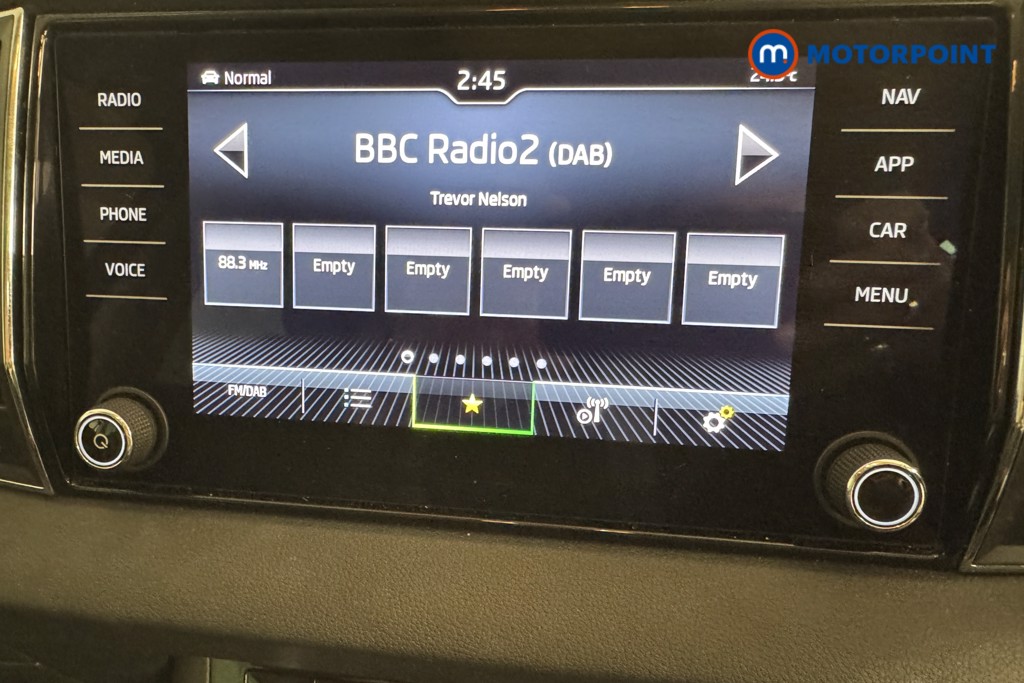 MOTORPOINT
Normal
2:45
RADIO
MEDIA
PHONE
VOICE
BBC Radio2 (DAB)
Trevor Nelson
88.3 MHz
Empty
Empty
Empty
Empty
Empty
FM/DAB
NAV
APP
CAR
MENU